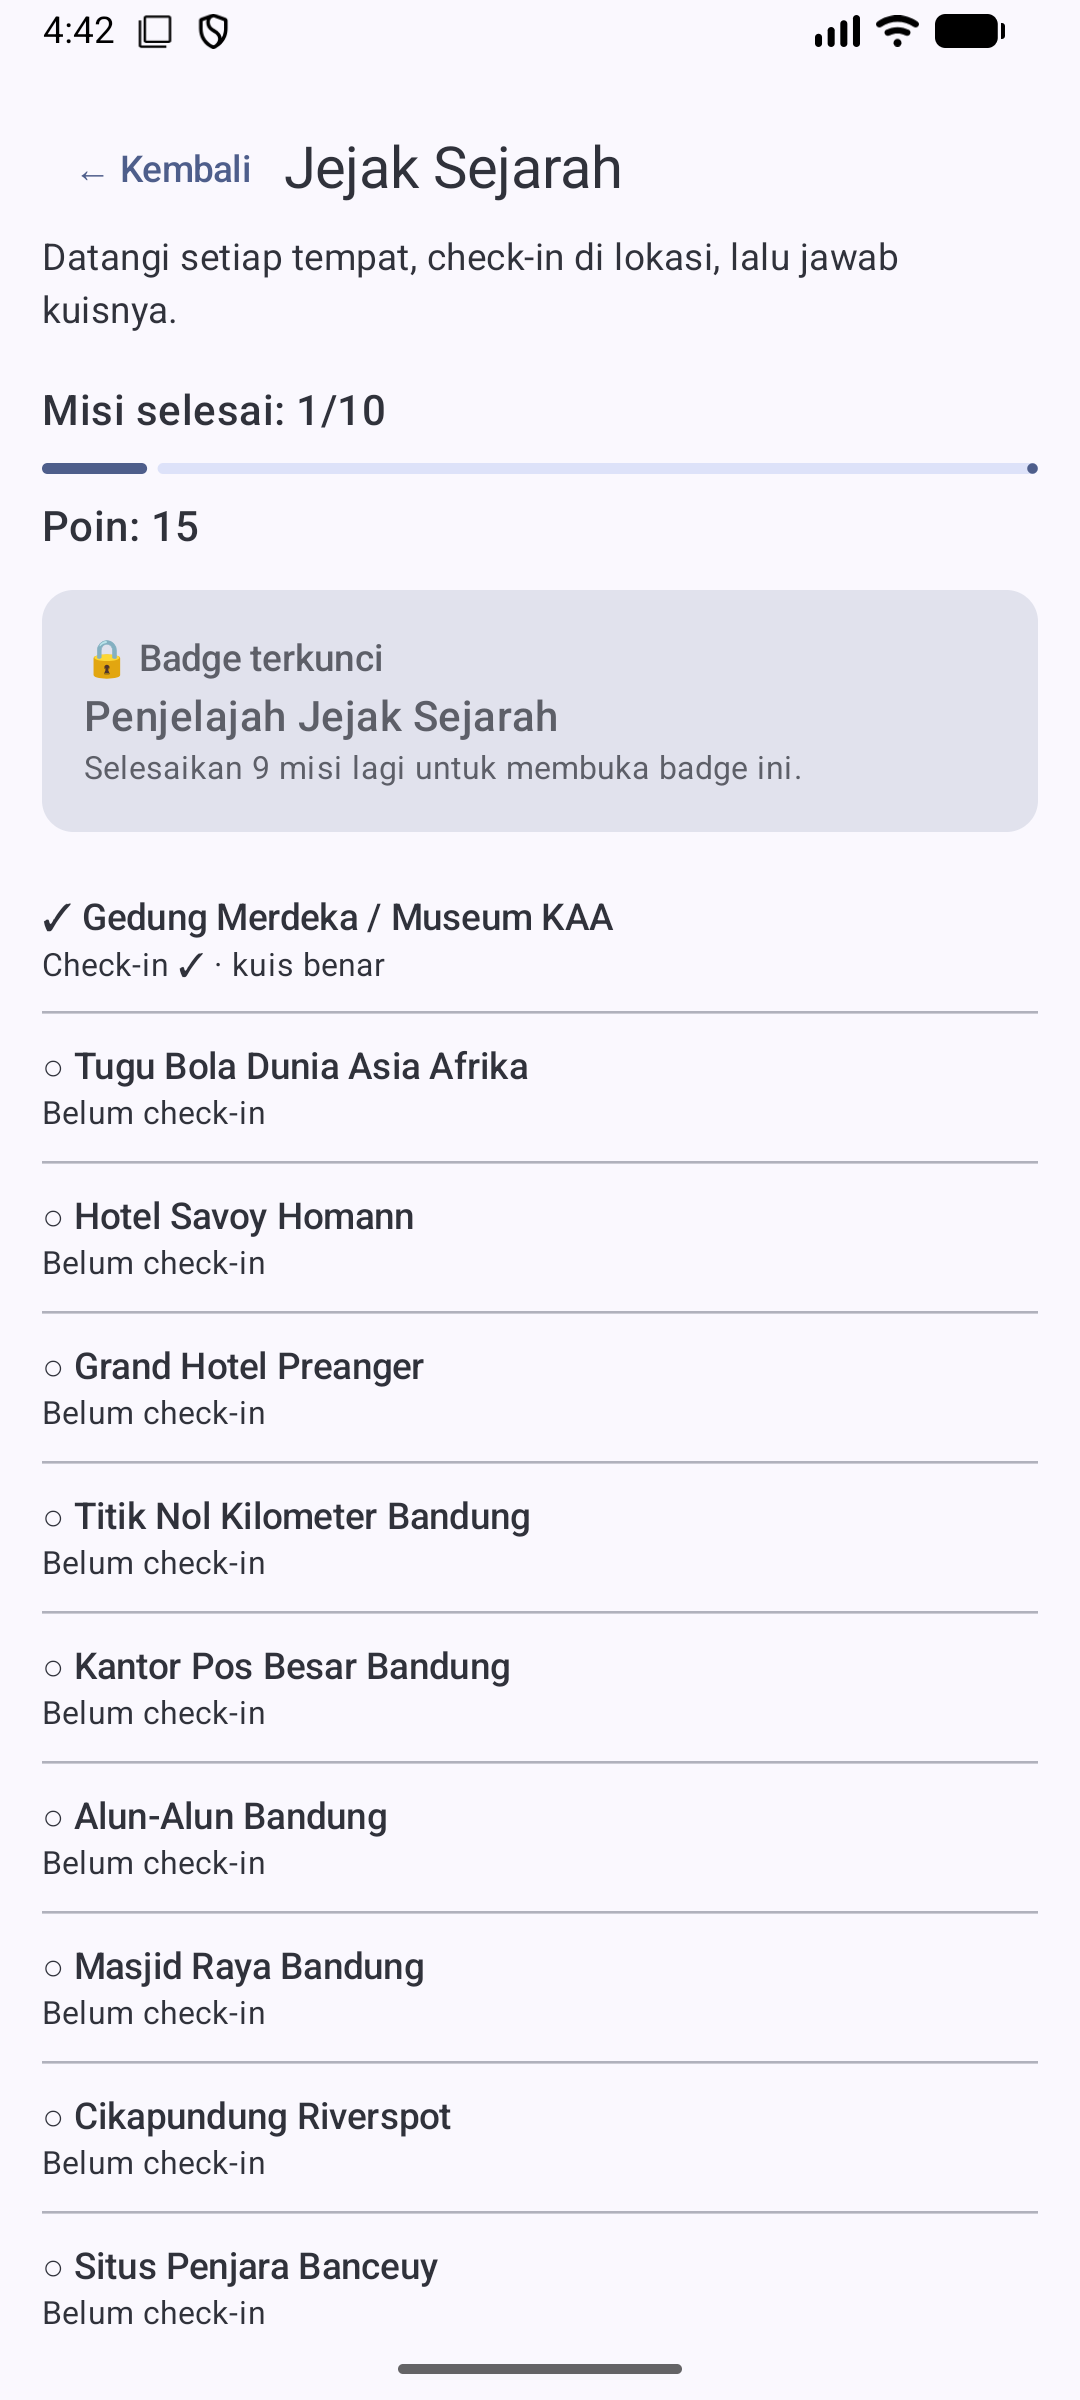 4:42
← Kembali Jejak Sejarah
Datangi setiap tempat, check-in di lokasi, lalu jawab
kuisnya.
Misi selesai: 1/10
Poin: 15
🔒 Badge terkunci
Penjelajah Jejak Sejarah
Selesaikan 9 misi lagi untuk membuka badge ini.
✓ Gedung Merdeka / Museum KAA
Check-in ✓ · kuis benar
○ Tugu Bola Dunia Asia Afrika
Belum check-in
○ Hotel Savoy Homann
Belum check-in
○ Grand Hotel Preanger
Belum check-in
○ Titik Nol Kilometer Bandung
Belum check-in
○ Kantor Pos Besar Bandung
Belum check-in
○ Alun-Alun Bandung
Belum check-in
○ Masjid Raya Bandung
Belum check-in
○ Cikapundung Riverspot
Belum check-in
○ Situs Penjara Banceuy
Belum check-in